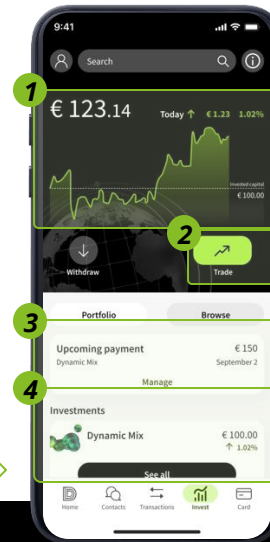 9:41
Search
1
€ 123.14
Today ↑ € 1.23 1.02%
Invested capital
€ 100.00
2
Withdraw
Trade
3
Portfolio Browse
Upcoming payment € 150
Dynamic Mix September 2
4
Manage
Investments
Dynamic Mix € 100.00
↑ 1.02%
See all
Home Contacts Transactions Invest Card